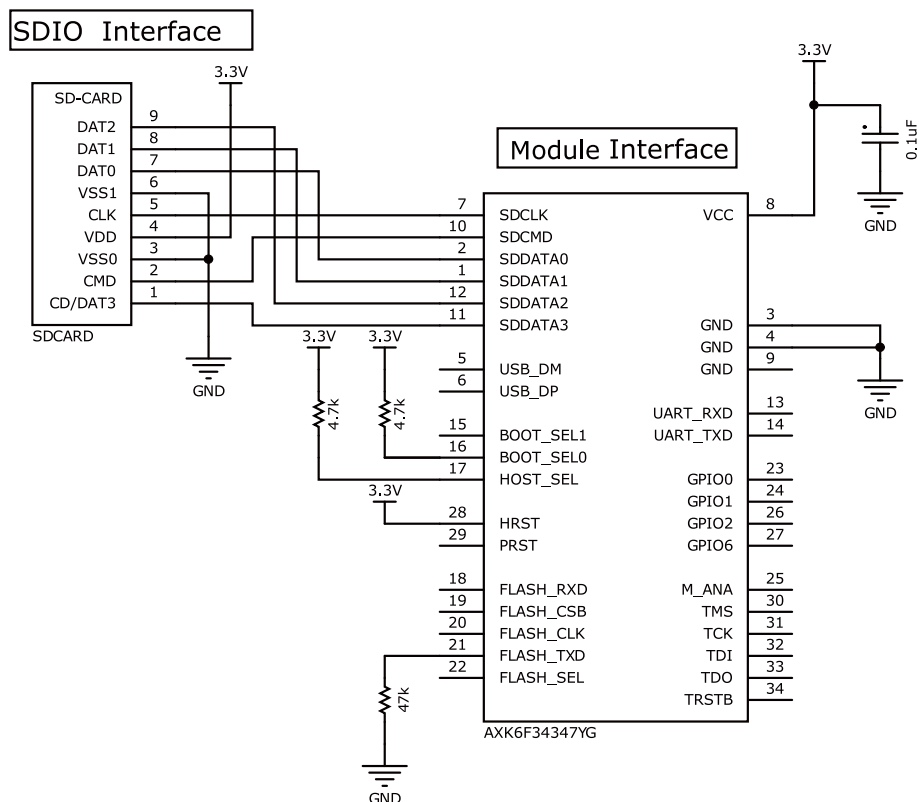 SDIO Interface
3.3V
SD-CARD
DAT2 9
DAT1 8
DAT0 7
VSS1 6
CLK 5
VDD 4
VSS0 3
CMD 2
CD/DAT3 1
SDCARD
GND
3.3V
0.1uF
GND
Module Interface
7 SDCLK VCC 8
10 SDCMD
2 SDDATA0
1 SDDATA1
12 SDDATA2
11 SDDATA3 GND 3
GND 4
5 USB_DM GND 9
6 USB_DP
GND
3.3V 3.3V
4.7k 4.7k
UART_RXD 13
15 BOOT_SEL1 UART_TXD 14
16 BOOT_SEL0
17 HOST_SEL GPIO0 23
GPIO1 24
3.3V
28 HRST GPIO2 26
29 PRST GPIO6 27
18 FLASH_RXD M_ANA 25
19 FLASH_CSB TMS 30
20 FLASH_CLK TCK 31
21 FLASH_TXD TDI 32
22 FLASH_SEL TDO 33
TRSTB 34
47k
GND
AXK6F34347YG